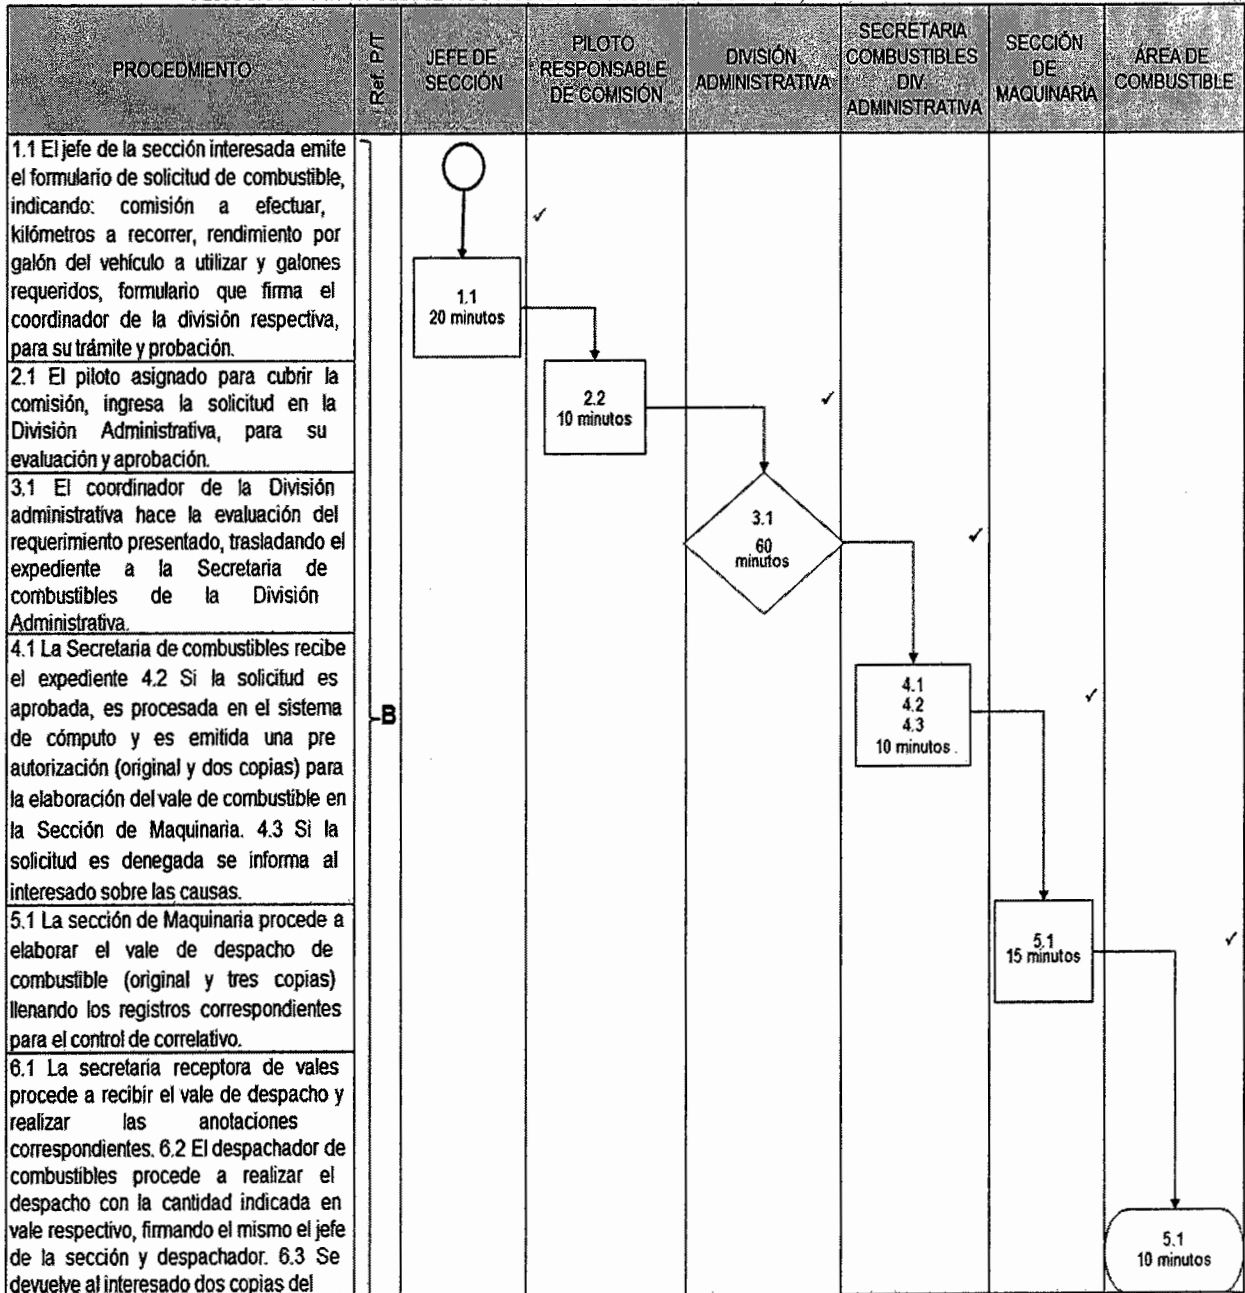 PROCEDMIENTO
Ref. P/T
JEFE DE
SECCIÓN
PILOTO
RESPONSABLE
DE COMISIÓN
DIVISIÓN
ADMINISTRATIVA
SECRETARIA
COMBUSTIBLES
DIV.
ADMINISTRATIVA
SECCIÓN
DE
MAQUINARIA
ÁREA DE
COMBUSTIBLE
1.1 El jefe de la sección interesada emite
el formulario de solicitud de combustible,
indicando: comisión a efectuar,
kilómetros a recorrer, rendimiento por
galón del vehículo a utilizar y galones
requeridos, formulario que firma el
coordinador de la división respectiva,
para su trámite y probación.
2.1 El piloto asignado para cubrir la
comisión, ingresa la solicitud en la
División Administrativa, para su
evaluación y aprobación.
3.1 El coordinador de la División
administrativa hace la evaluación del
requerimiento presentado, trasladando el
expediente a la Secretaria de
combustibles de la División
Administrativa.
4.1 La Secretaria de combustibles recibe
el expediente 4.2 Si la solicitud es
aprobada, es procesada en el sistema
de cómputo y es emitida una pre
autorización (original y dos copias) para
la elaboración del vale de combustible en
la Sección de Maquinaria. 4.3 Si la
solicitud es denegada se informa al
interesado sobre las causas.
5.1 La sección de Maquinaria procede a
elaborar el vale de despacho de
combustible (original y tres copias)
llenando los registros correspondientes
para el control de correlativo.
6.1 La secretaria receptora de vales
procede a recibir el vale de despacho y
realizar las anotaciones
correspondientes. 6.2 El despachador de
combustibles procede a realizar el
despacho con la cantidad indicada en
vale respectivo, firmando el mismo el jefe
de la sección y despachador. 6.3 Se
devuelve al interesado dos copias del
B
1.1
20 minutos
✓
2.2
10 minutos
✓
3.1
60
minutos
✓
4.1
4.2
4.3
10 minutos
✓
5.1
15 minutos
✓
5.1
10 minutos